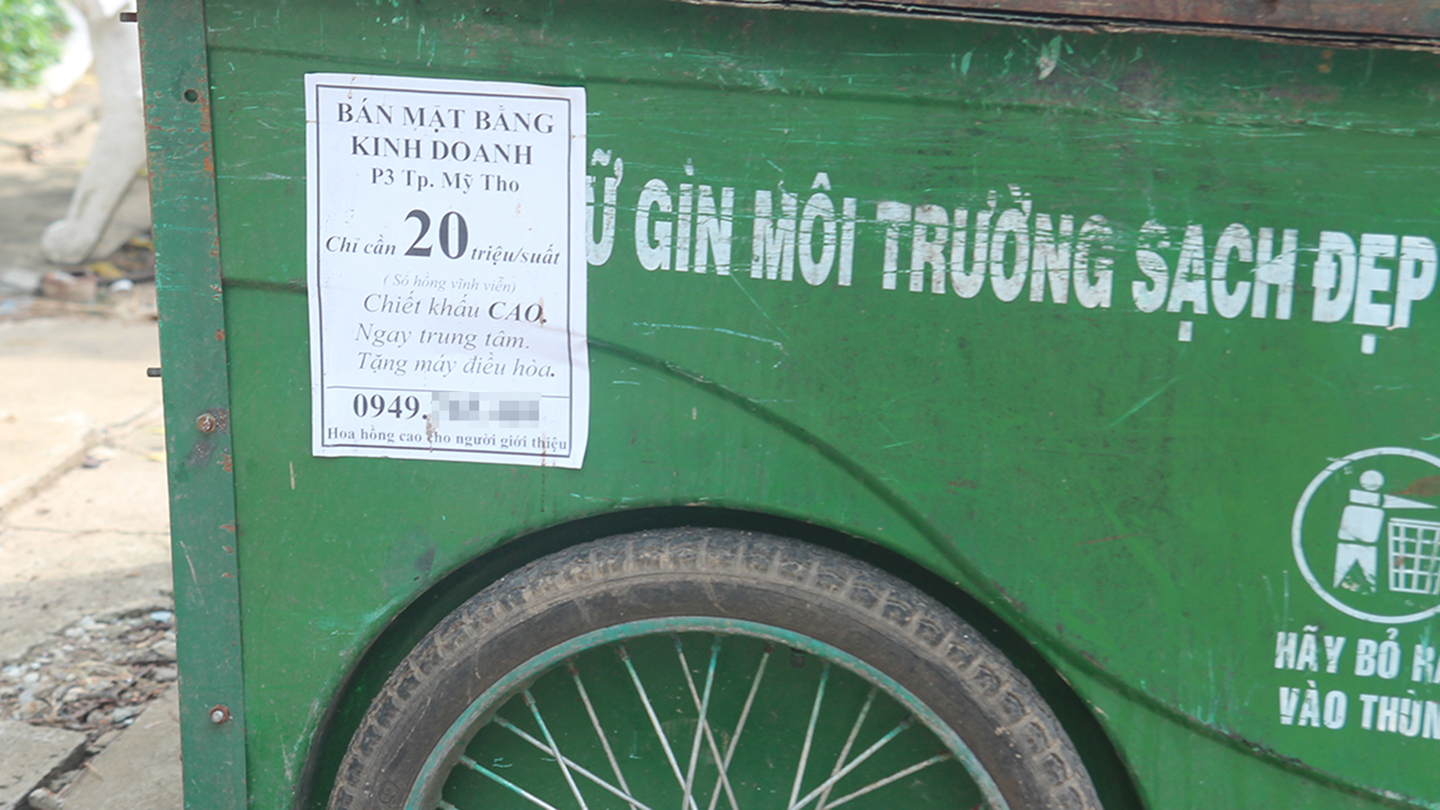 BÁN MẶT BẰNG
KINH DOANH
P3 Tp. Mỹ Tho
Chỉ cần 20 triệu/suất
(Sổ hồng vĩnh viễn)
Chiết khấu CAO.
Ngay trung tâm.
Tặng máy điều hòa.
0949.
Hoa hồng cao cho người giới thiệu
Ữ GÌN MÔI TRƯỜNG SẠCH ĐẸP
HÃY BỎ
VÀO THÙN